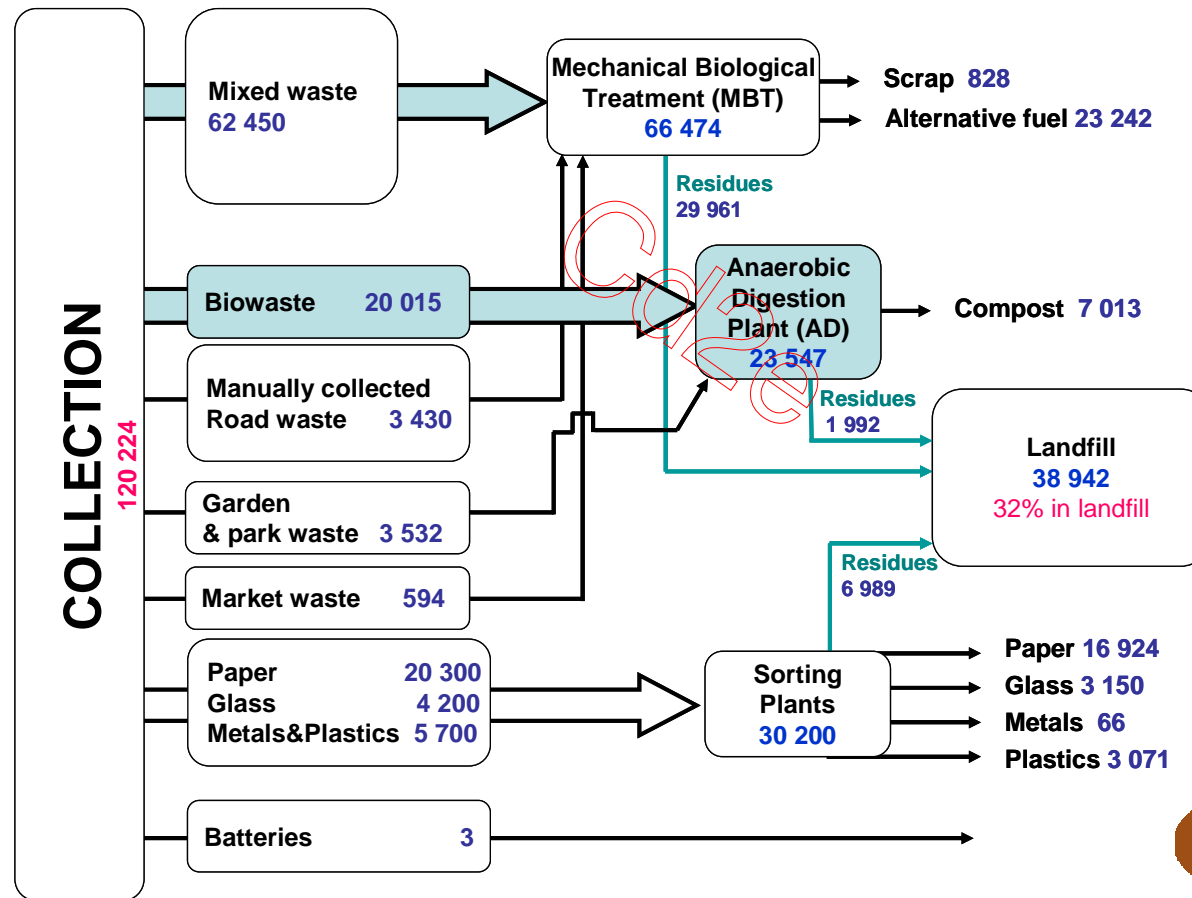 COLLECTION
120 224
Mixed waste
62 450
Biowaste 20 015
Manually collected
Road waste 3 430
Garden
& park waste 3 532
Market waste 594
Paper 20 300
Glass 4 200
Metals&Plastics 5 700
Batteries 3
Mechanical Biological
Treatment (MBT)
66 474
Scrap 828
Alternative fuel 23 242
Residues
29 961
Anaerobic
Digestion
Plant (AD)
23 547
Compost 7 013
Residues
1 992
Landfill
38 942
32% in landfill
Residues
6 989
Sorting
Plants
30 200
Paper 16 924
Glass 3 150
Metals 66
Plastics 3 071